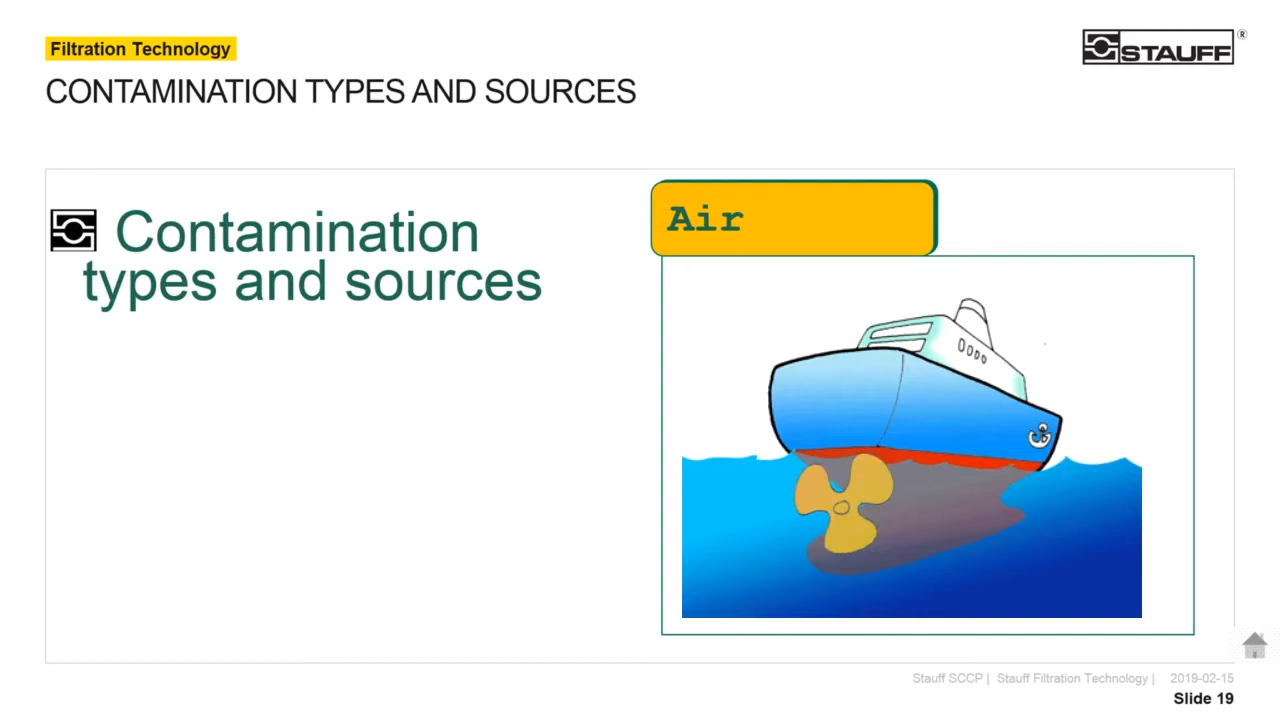 Filtration Technology
STAUFF ®
CONTAMINATION TYPES AND SOURCES
Contamination
types and sources
Air
Stauff SCCP | Stauff Filtration Technology | 2019-02-15
Slide 19